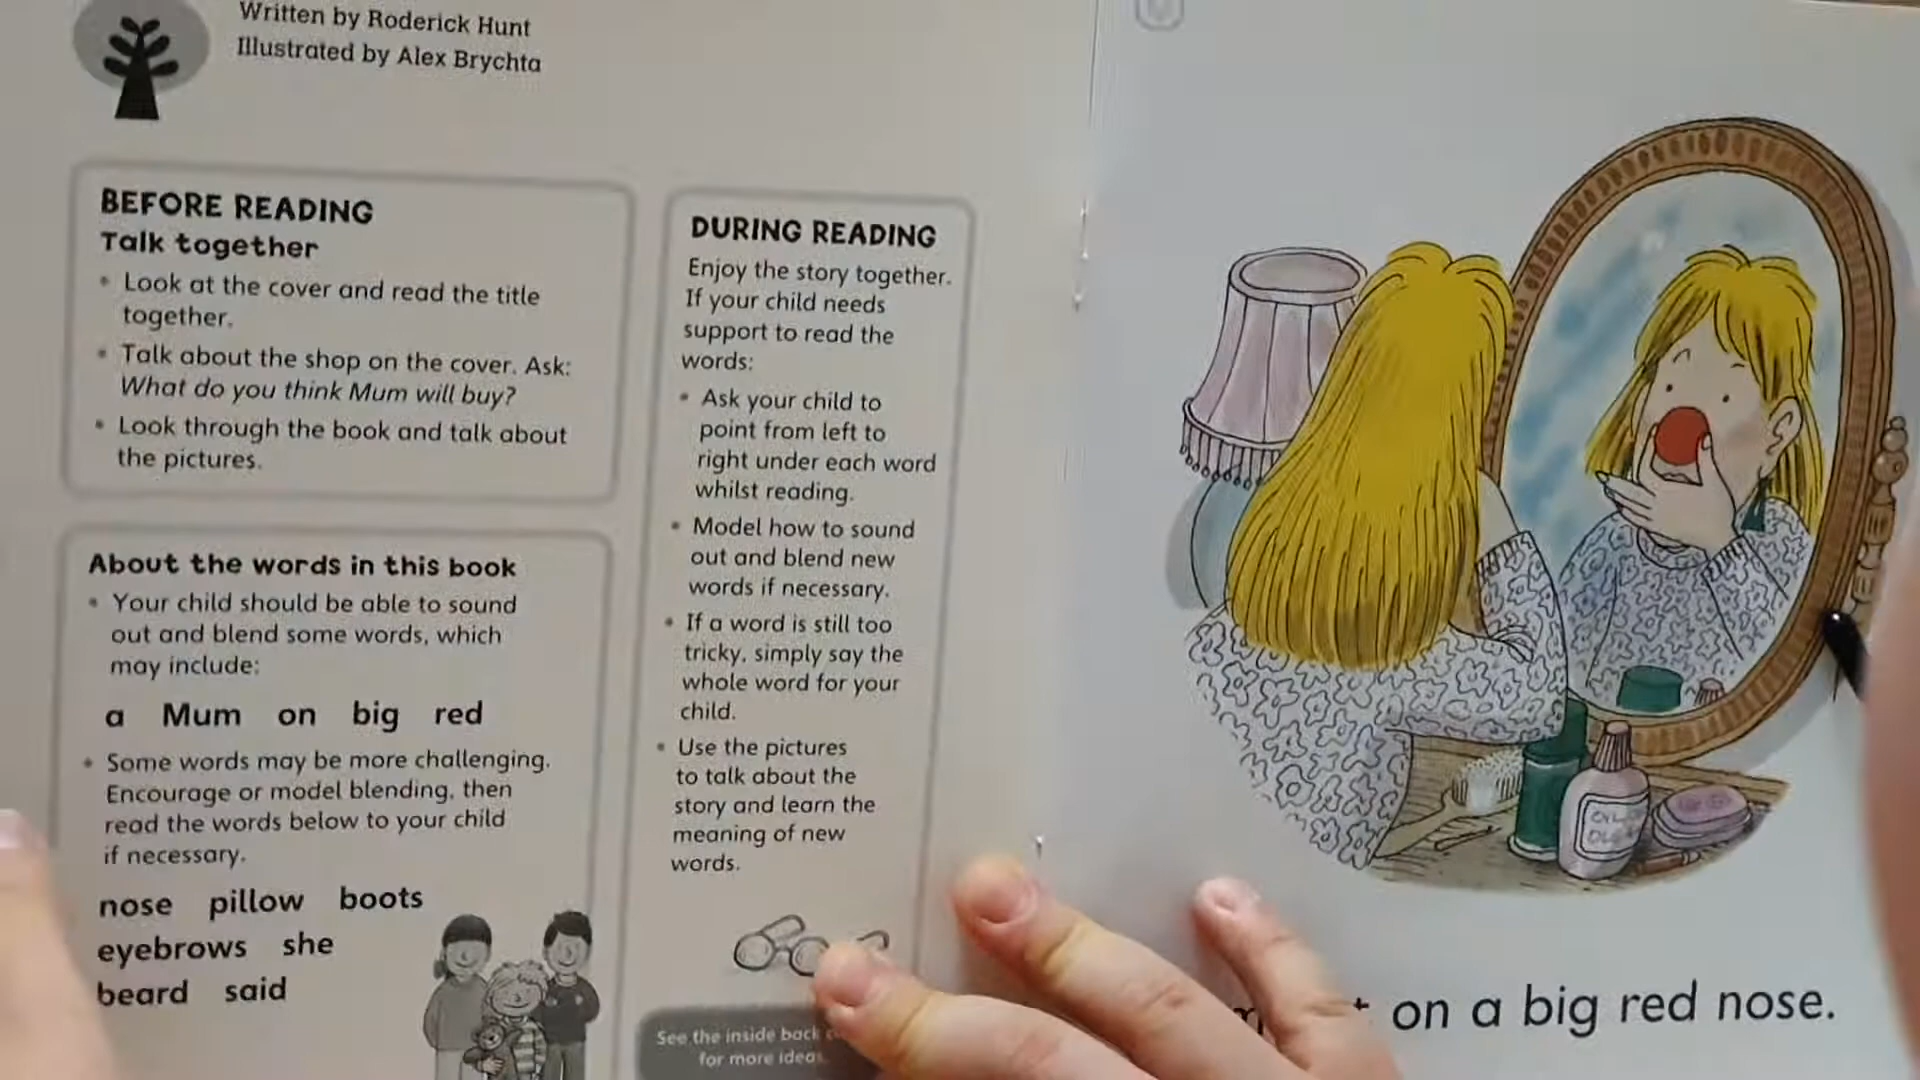 Written by Roderick Hunt
Illustrated by Alex Brychta
BEFORE READING
Talk together
• Look at the cover and read the title
together.
• Talk about the shop on the cover. Ask:
What do you think Mum will buy?
• Look through the book and talk about
the pictures.
About the words in this book
• Your child should be able to sound
out and blend some words, which
may include:
a Mum on big red
• Some words may be more challenging.
Encourage or model blending, then
read the words below to your child
if necessary.
nose pillow boots
eyebrows she
beard said
DURING READING
Enjoy the story together.
If your child needs
support to read the
words:
• Ask your child to
point from left to
right under each word
whilst reading.
• Model how to sound
out and blend new
words if necessary.
• If a word is still too
tricky, simply say the
whole word for your
child.
• Use the pictures
to talk about the
story and learn the
meaning of new
words.
See the inside back
for more ideas.
on a big red nose.